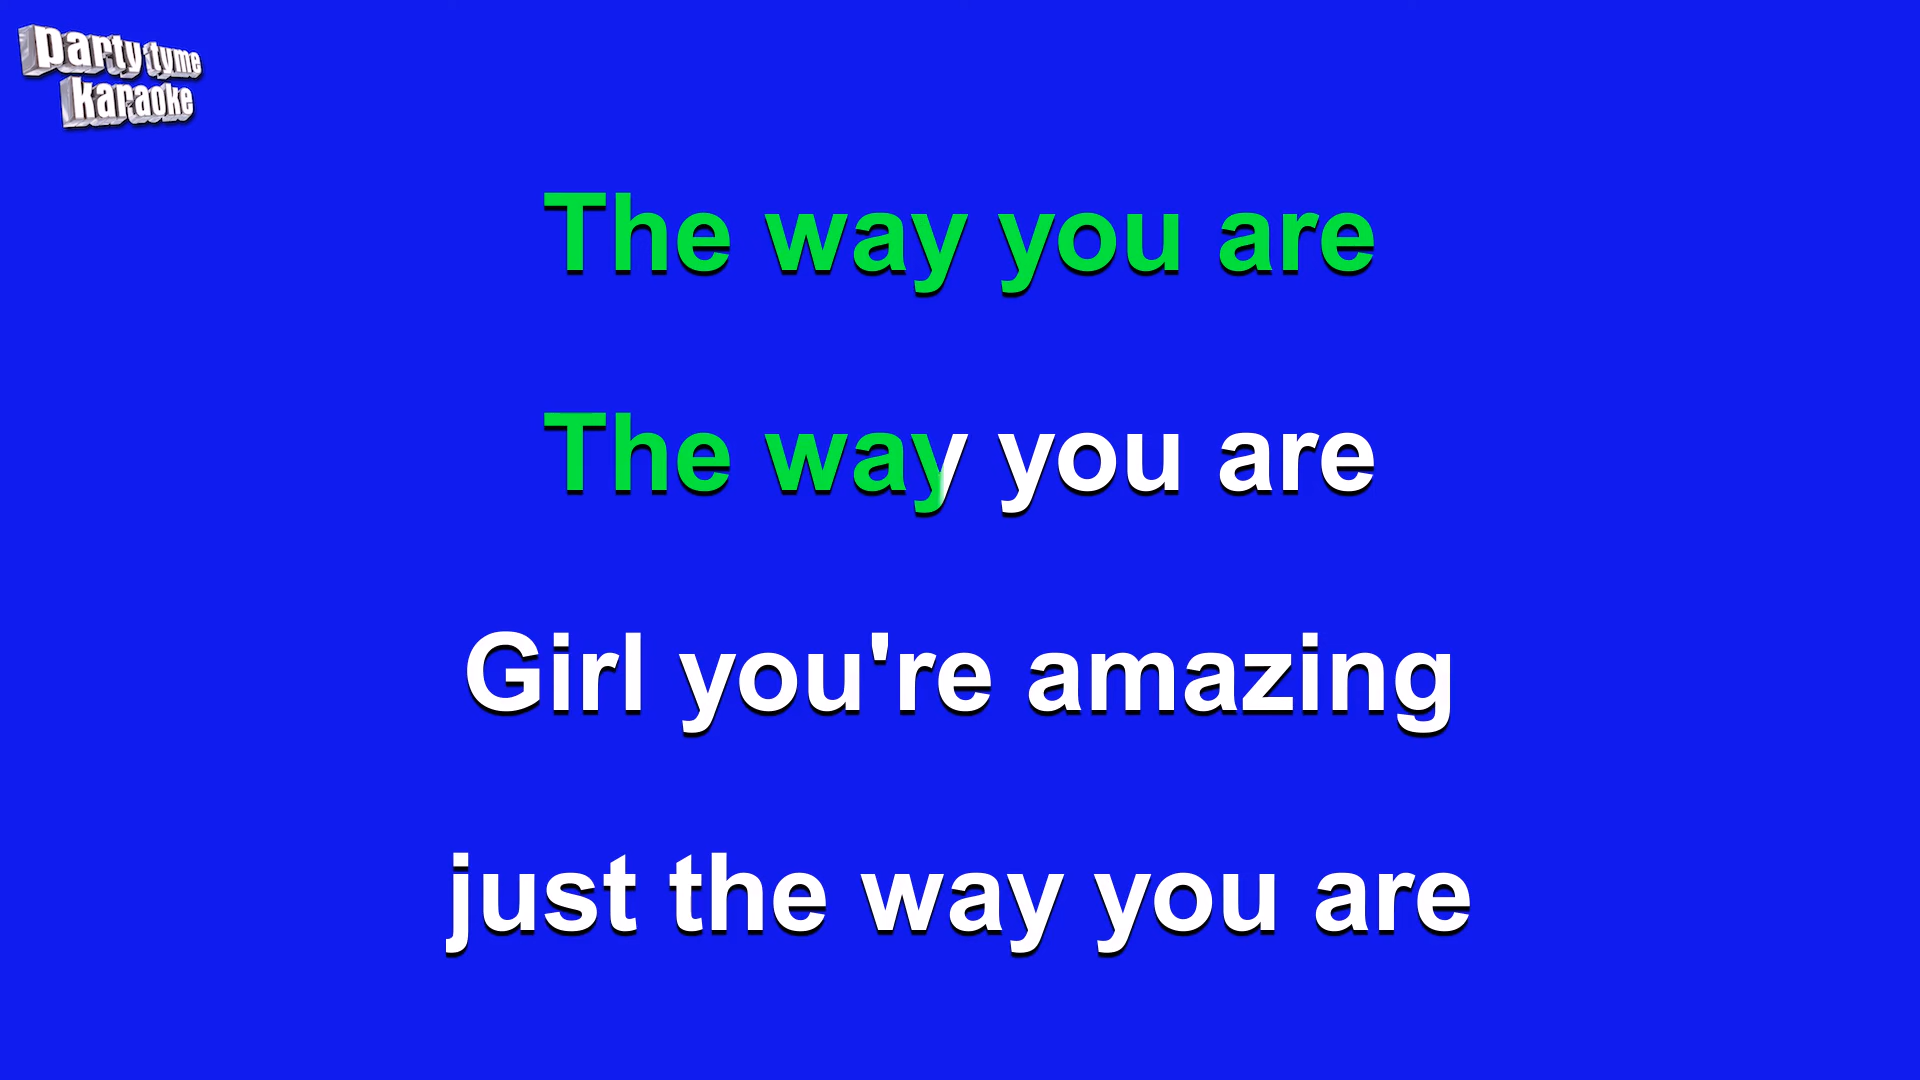 party tyme
karaoke
The way you are
The way you are
Girl you're amazing
just the way you are